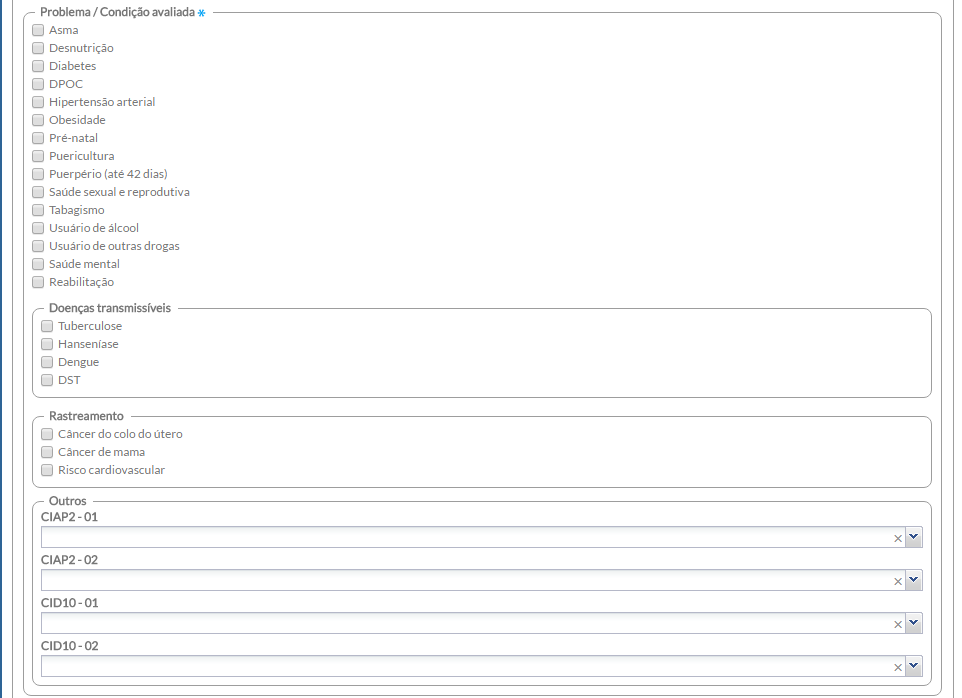 Problema / Condição avaliada *
Asma
Desnutrição
Diabetes
DPOC
Hipertensão arterial
Obesidade
Pré-natal
Puericultura
Puerpério (até 42 dias)
Saúde sexual e reprodutiva
Tabagismo
Usuário de álcool
Usuário de outras drogas
Saúde mental
Reabilitação
Doenças transmissíveis
Tuberculose
Hanseníase
Dengue
DST
Rastreamento
Câncer do colo do útero
Câncer de mama
Risco cardiovascular
Outros
CIAP2 - 01
CIAP2 - 02
CID10 - 01
CID10 - 02